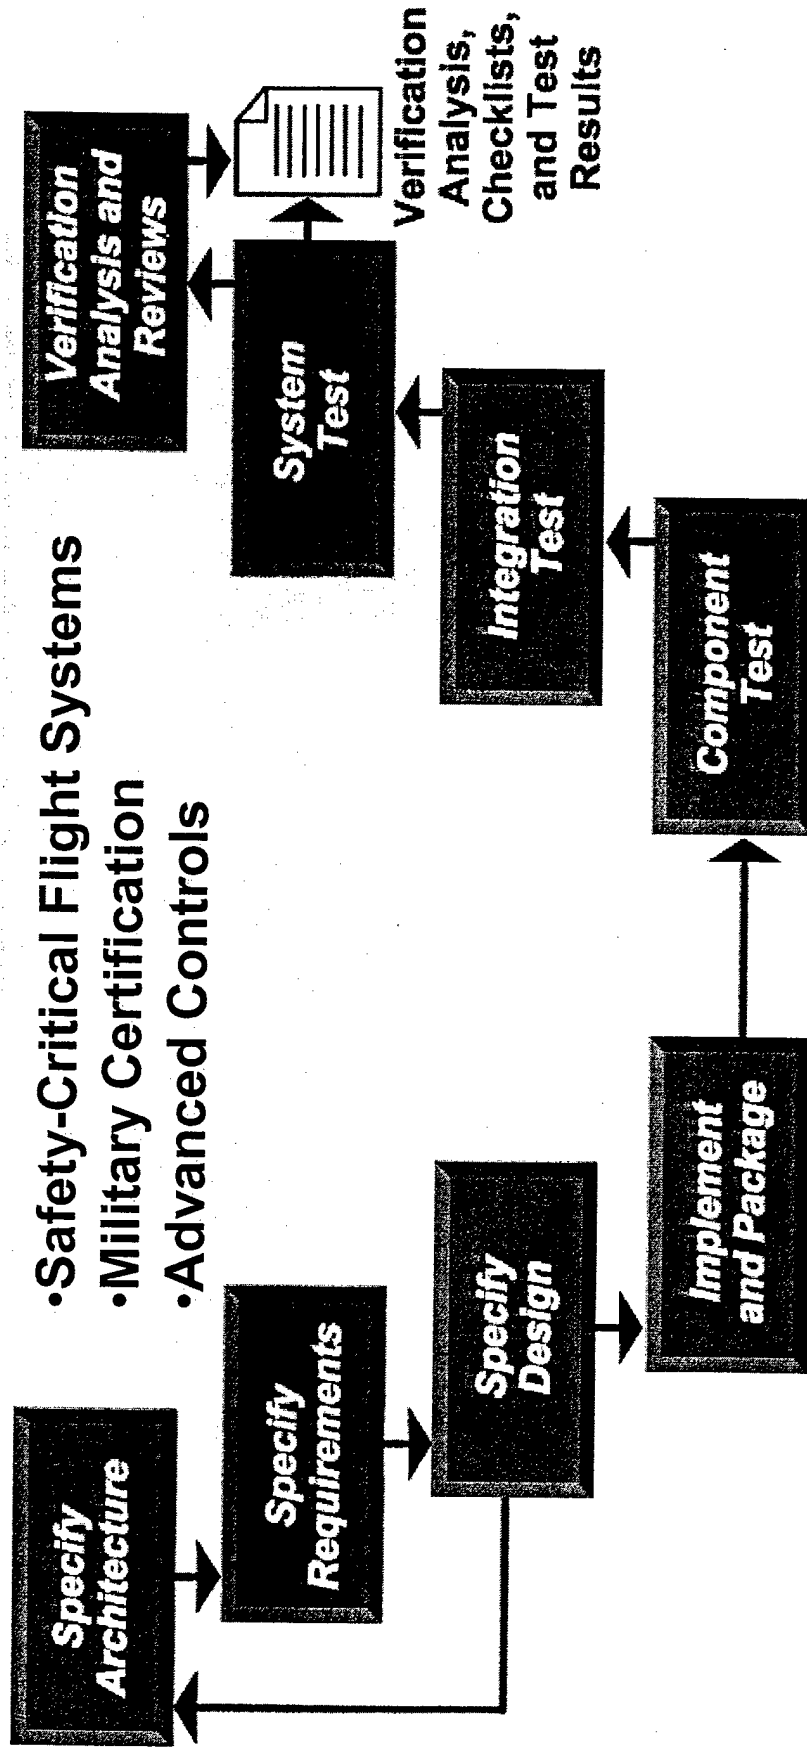 •Safety-Critical Flight Systems
•Military Certification
•Advanced Controls
Specify
Architecture
Specify
Requirements
Specify
Design
Implement
and Package
Component
Test
Integration
Test
System
Test
Verification
Analysis and
Reviews
Verification
Analysis,
Checklists,
and Test
Results